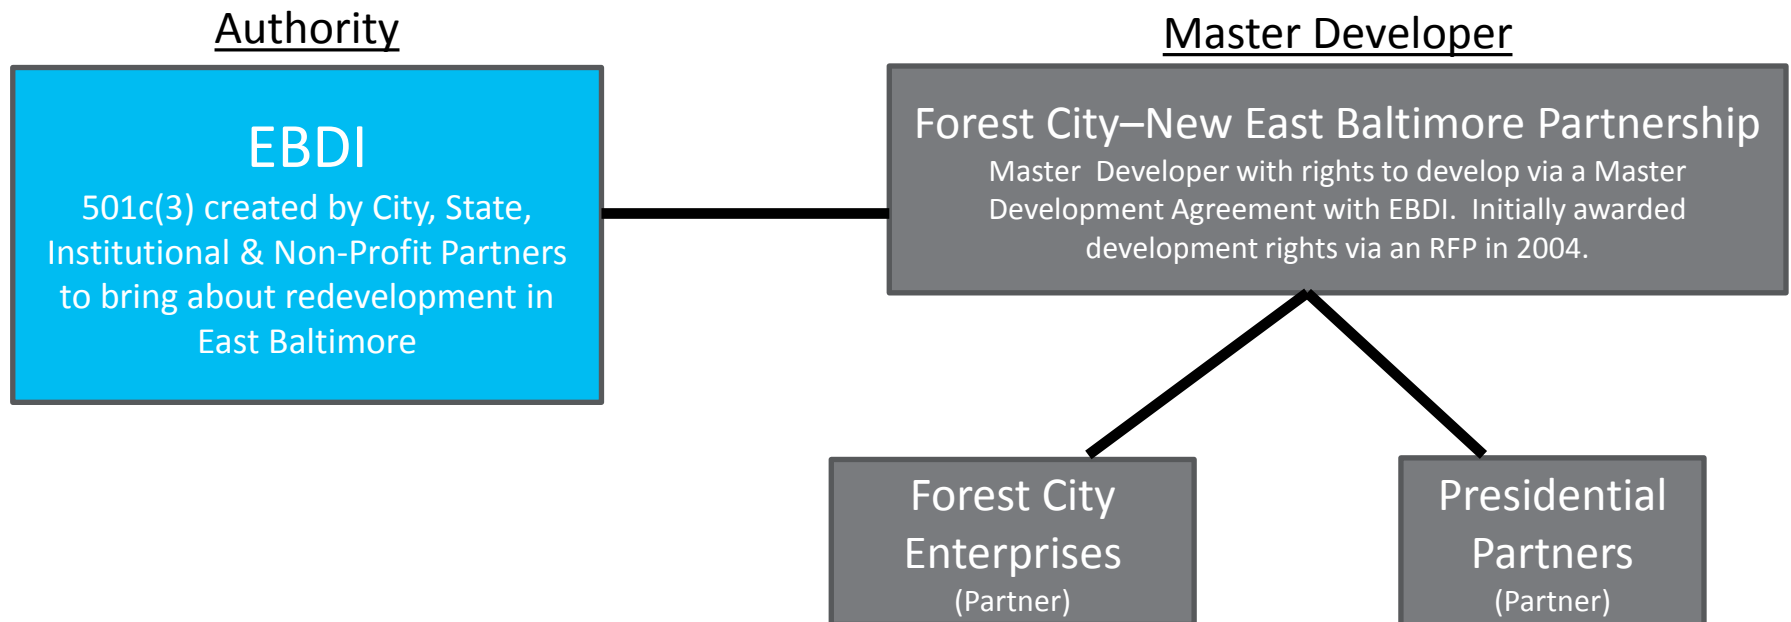 Authority
EBDI
501c(3) created by City, State,
Institutional & Non-Profit Partners
to bring about redevelopment in
East Baltimore
Master Developer
Forest City–New East Baltimore Partnership
Master  Developer with rights to develop via a Master
Development Agreement with EBDI.  Initially awarded
development rights via an RFP in 2004.
Forest City
Enterprises
(Partner)
Presidential
Partners
(Partner)